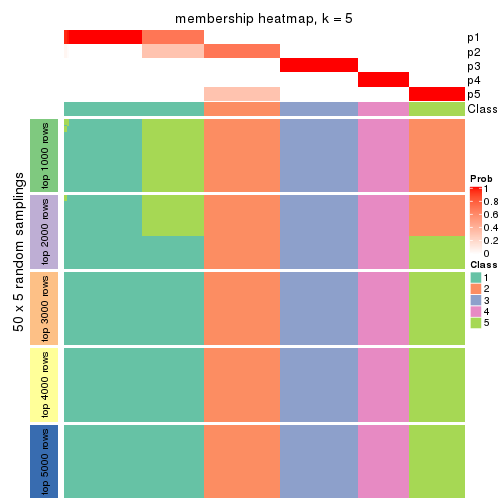 membership heatmap, k = 5
p1
p2
p3
p4
p5
Class
50 x 5 random samplings
top 1000 rows
top 2000 rows
top 3000 rows
top 4000 rows
top 5000 rows
Prob
1
0.8
0.6
0.4
0.2
0
Class
1
2
3
4
5